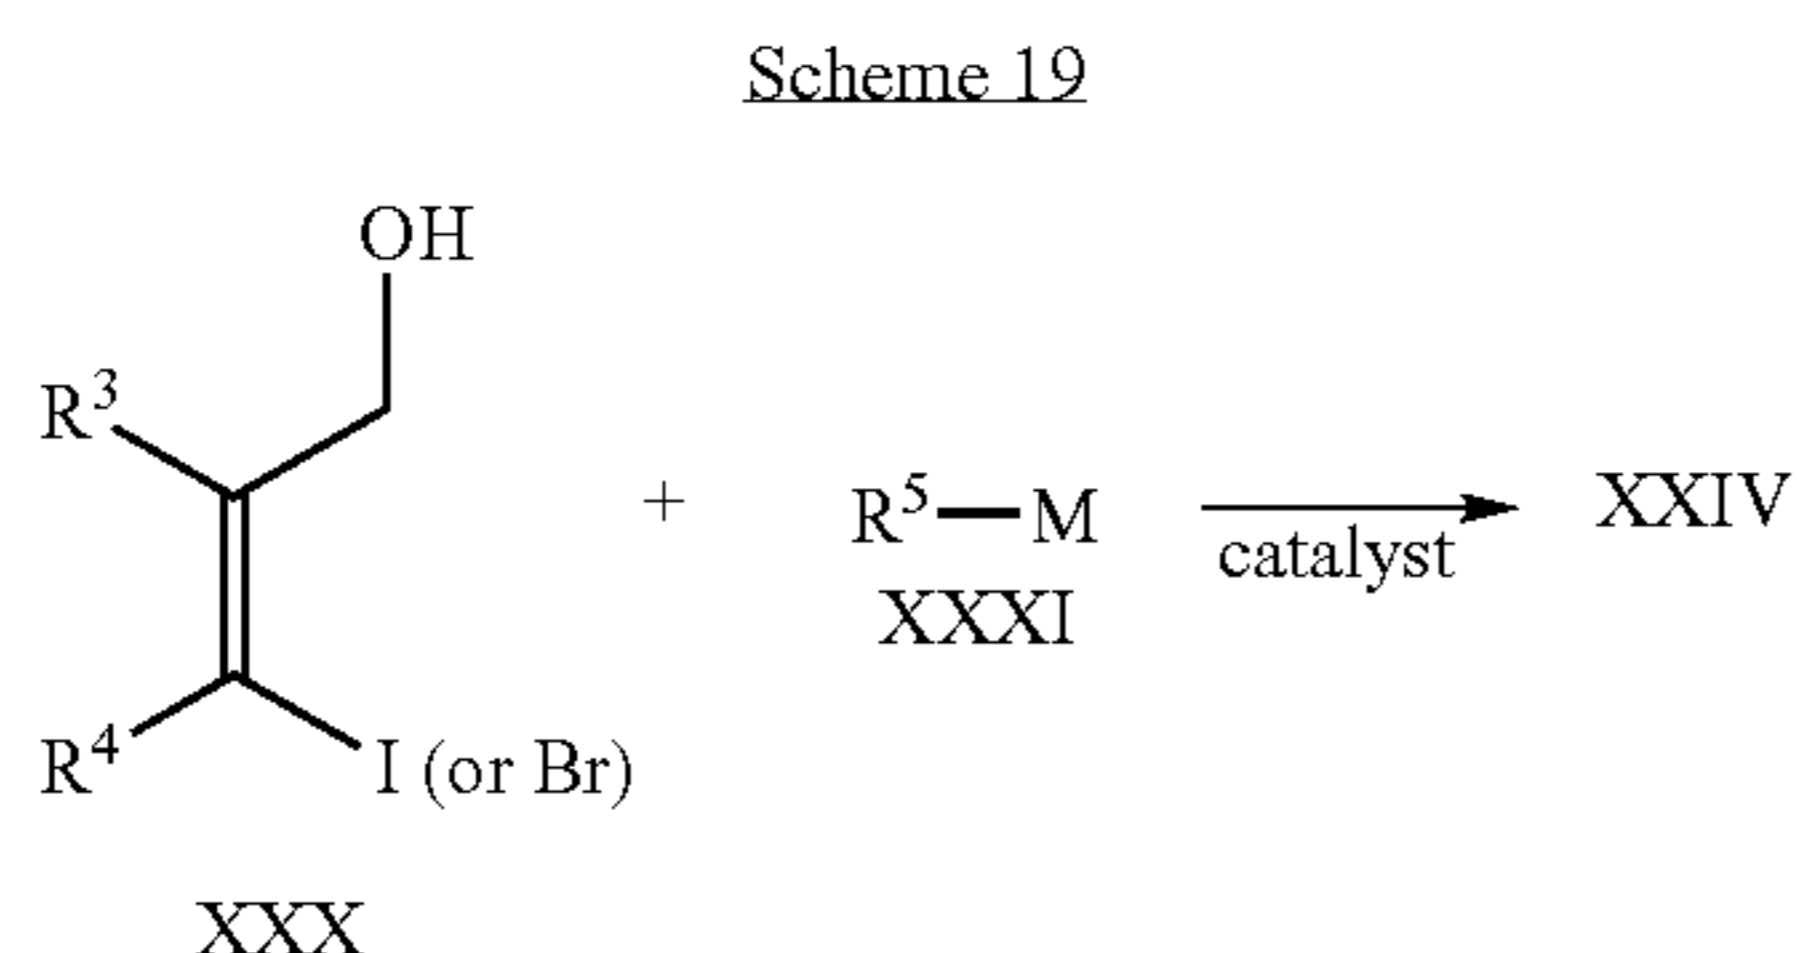 Scheme 19
OH
R3
+
R5—M
catalyst
XXIV
XXXI
R4
I (or Br)
XXX